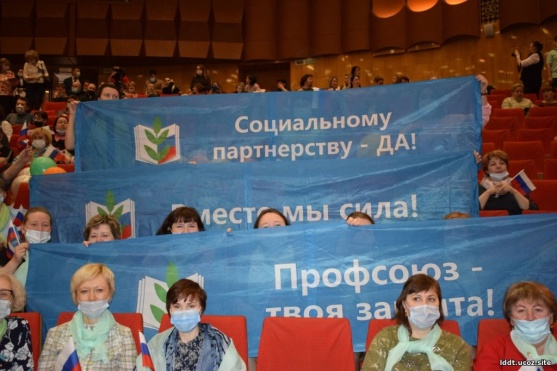 Социальному
партнерству - ДА!
Вместе мы сила!
Профсоюз -
твоя защита!
lddt.ucoz.site